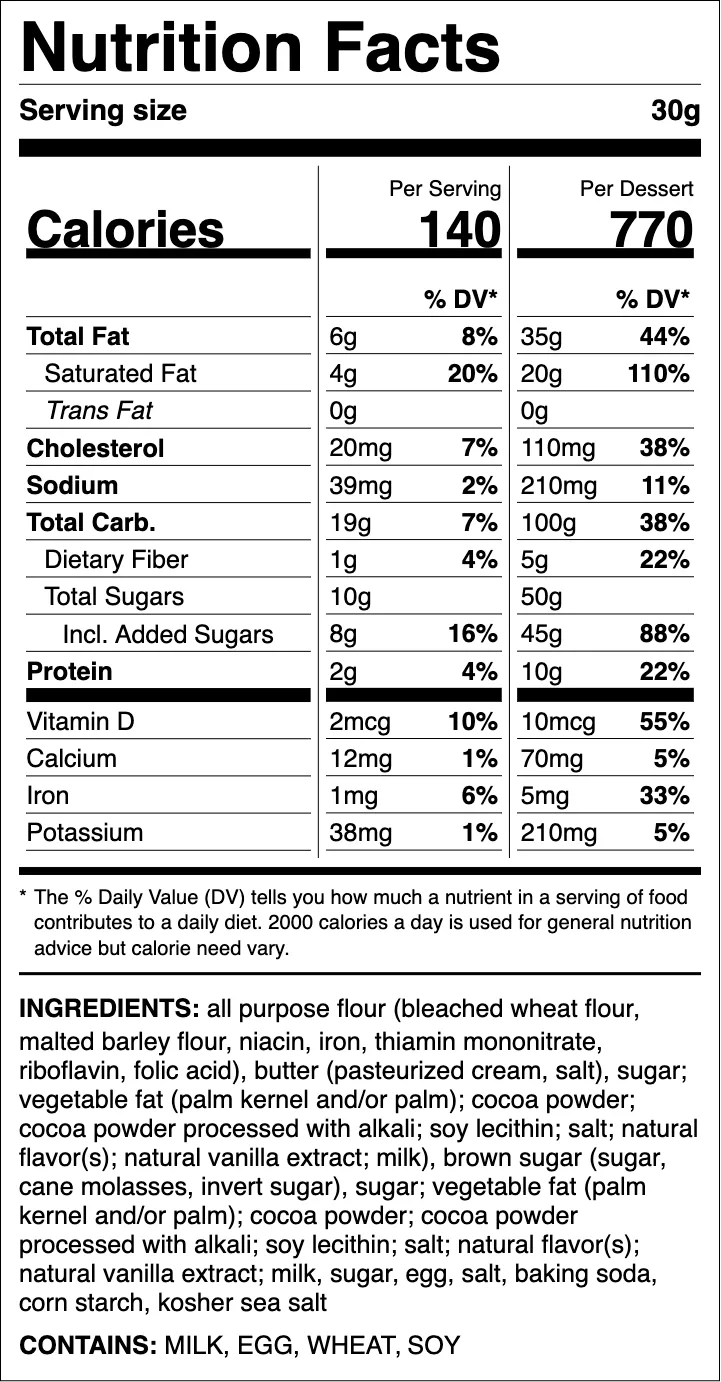 Nutrition Facts
Serving size 30g
Per Serving Per Dessert
Calories 140 770
% DV* % DV*
Total Fat 6g 8% 35g 44%
Saturated Fat 4g 20% 20g 110%
Trans Fat 0g 0g
Cholesterol 20mg 7% 110mg 38%
Sodium 39mg 2% 210mg 11%
Total Carb. 19g 7% 100g 38%
Dietary Fiber 1g 4% 5g 22%
Total Sugars 10g 50g
Incl. Added Sugars 8g 16% 45g 88%
Protein 2g 4% 10g 22%
Vitamin D 2mcg 10% 10mcg 55%
Calcium 12mg 1% 70mg 5%
Iron 1mg 6% 5mg 33%
Potassium 38mg 1% 210mg 5%
* The % Daily Value (DV) tells you how much a nutrient in a serving of food
contributes to a daily diet. 2000 calories a day is used for general nutrition
advice but calorie need vary.
INGREDIENTS: all purpose flour (bleached wheat flour,
malted barley flour, niacin, iron, thiamin mononitrate,
riboflavin, folic acid), butter (pasteurized cream, salt), sugar;
vegetable fat (palm kernel and/or palm); cocoa powder;
cocoa powder processed with alkali; soy lecithin; salt; natural
flavor(s); natural vanilla extract; milk), brown sugar (sugar,
cane molasses, invert sugar), sugar; vegetable fat (palm
kernel and/or palm); cocoa powder; cocoa powder
processed with alkali; soy lecithin; salt; natural flavor(s);
natural vanilla extract; milk, sugar, egg, salt, baking soda,
corn starch, kosher sea salt
CONTAINS: MILK, EGG, WHEAT, SOY